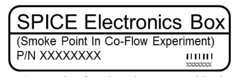 SPICE Electronics Box
(Smoke Point In Co-Flow Experiment)
P/N XXXXXXXX